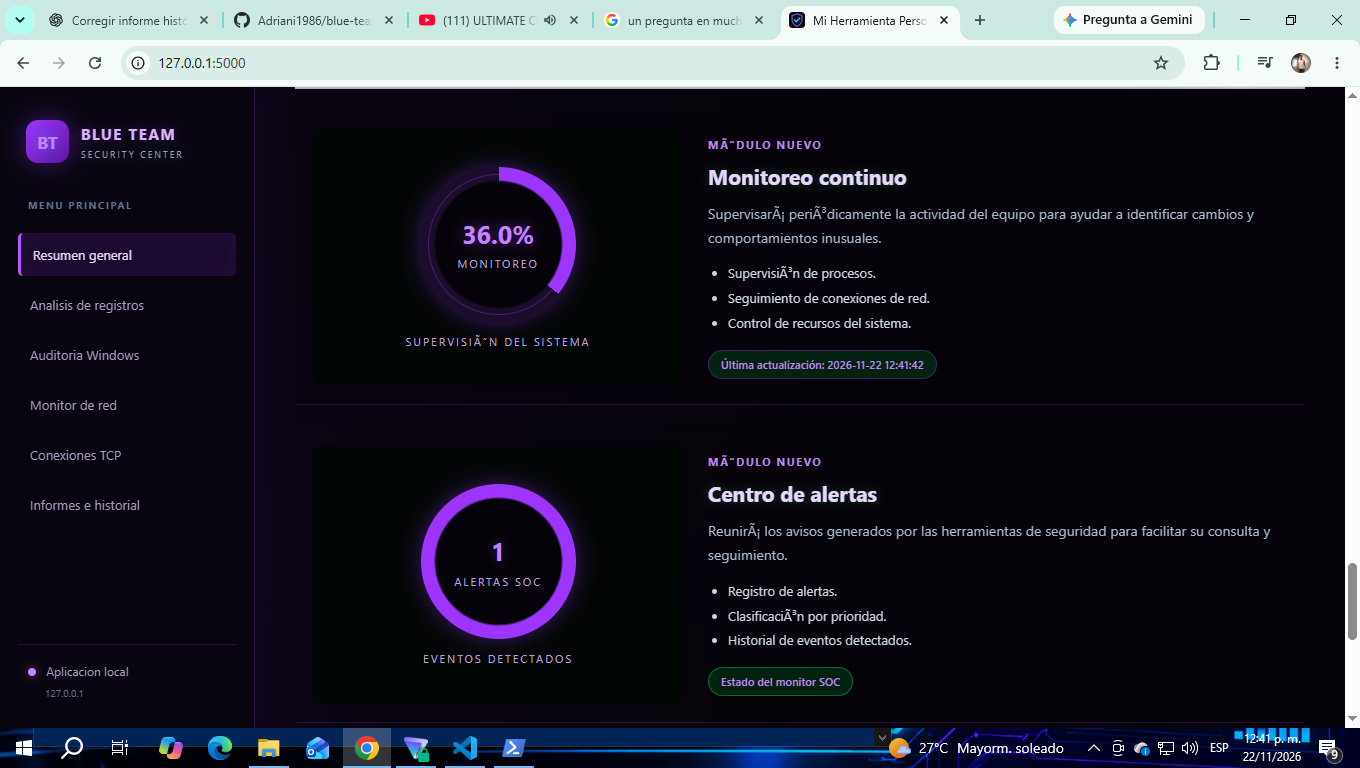 Corregir informe histó
Adriani1986/blue-tea
(111) ULTIMATE C
un pregunta en much
Mi Herramienta Perso
Pregunta a Gemini
127.0.0.1:5000
BT
BLUE TEAM
SECURITY CENTER
MENU PRINCIPAL
Resumen general
Analisis de registros
Auditoria Windows
Monitor de red
Conexiones TCP
Informes e historial
Aplicacion local
127.0.0.1
36.0%
MONITOREO
SUPERVISIÃ“N DEL SISTEMA
MÃ“DULO NUEVO
Monitoreo continuo
SupervisarÃ¡ periÃ³dicamente la actividad del equipo para ayudar a identificar cambios y
comportamientos inusuales.
SupervisiÃ³n de procesos.
Seguimiento de conexiones de red.
Control de recursos del sistema.
Última actualización: 2026-11-22 12:41:42
1
ALERTAS SOC
EVENTOS DETECTADOS
MÃ“DULO NUEVO
Centro de alertas
ReunirÃ¡ los avisos generados por las herramientas de seguridad para facilitar su consulta y
seguimiento.
Registro de alertas.
ClasificaciÃ³n por prioridad.
Historial de eventos detectados.
Estado del monitor SOC
27°C Mayorm. soleado
ESP
12:41 p. m.
22/11/2026
9